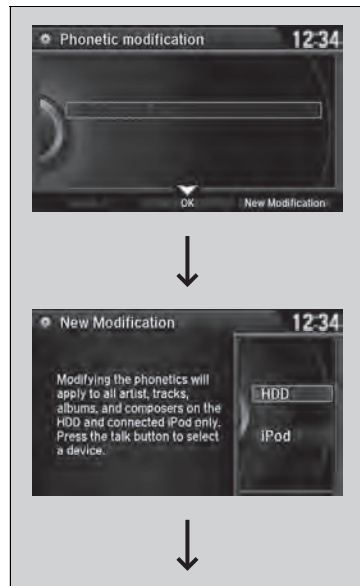 Phonetic modification 12:34
OK New Modification
New Modification 12:34
Modifying the phonetics will
apply to all artist, tracks,
albums, and composers on the
HDD and connected iPod only.
Press the talk button to select
a device.
HDD
iPod